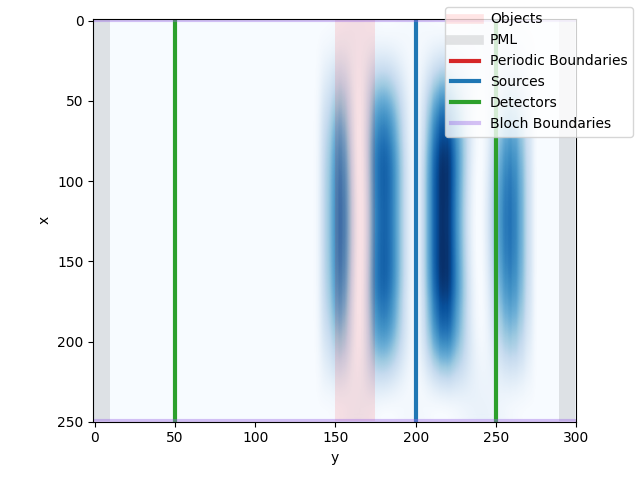 Objects
PML
Periodic Boundaries
Sources
Detectors
Bloch Boundaries
0
50
100
150
200
250
x
0
50
100
150
200
250
300
y